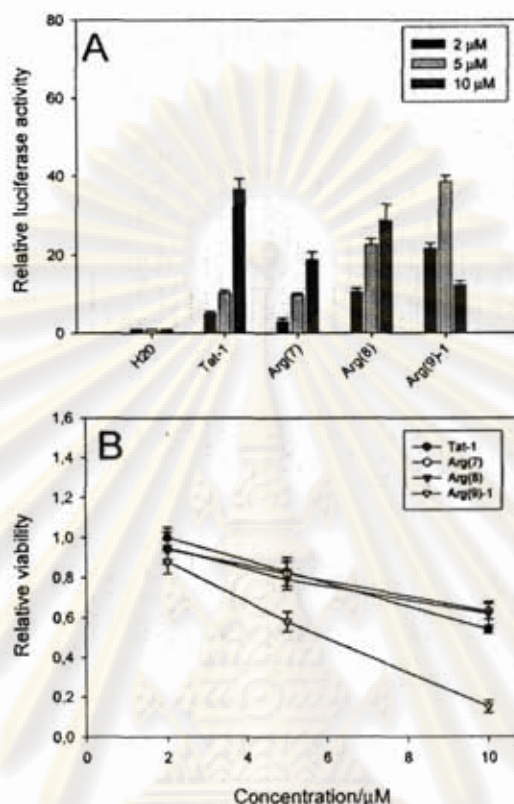 A
2 µM
5 µM
10 µM
Relative luciferase activity
80
60
40
20
0
H20
Tat-1
Arg(7)
Arg(8)
Arg(9)-1
B
Tat-1
Arg(7)
Arg(8)
Arg(9)-1
Relative viability
1,6
1,4
1,2
1,0
0,8
0,6
0,4
0,2
0,0
0 2 4 6 8 10
Concentration/µM